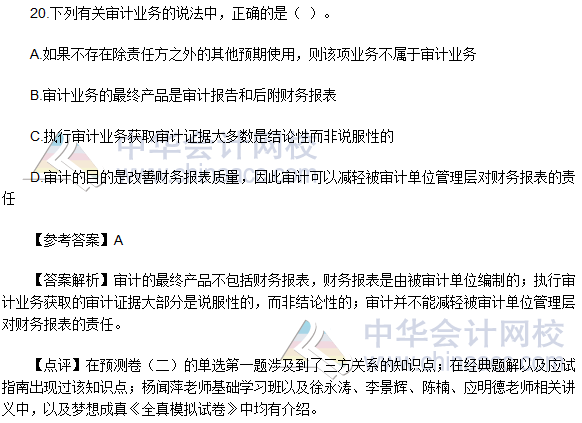 20.下列有关审计业务的说法中，正确的是（ ）。
A.如果不存在除责任方之外的其他预期使用，则该项业务不属于审计业务
B.审计业务的最终产品是审计报告和后附财务报表
C.执行审计业务获取审计证据大多数是结论性而非说服性的
中华会计网校
www.chinaacc.com
D.审计的目的是改善财务报表质量，因此审计可以减轻被审计单位管理层对财务报表的责
任
【参考答案】A
【答案解析】审计的最终产品不包括财务报表，财务报表是由被审计单位编制的；执行审
计业务获取的审计证据大部分是说服性的，而非结论性的；审计并不能减轻被审计单位管理层
对财务报表的责任。
中华会计网校
www.chinaacc.com
【点评】在预测卷（二）的单选第一题涉及到了三方关系的知识点；在经典题解以及应试
指南出现过该知识点；杨闻萍老师基础学习班以及徐永涛、李景辉、陈楠、应明德老师相关讲
义中，以及梦想成真《全真模拟试卷》中均有介绍。